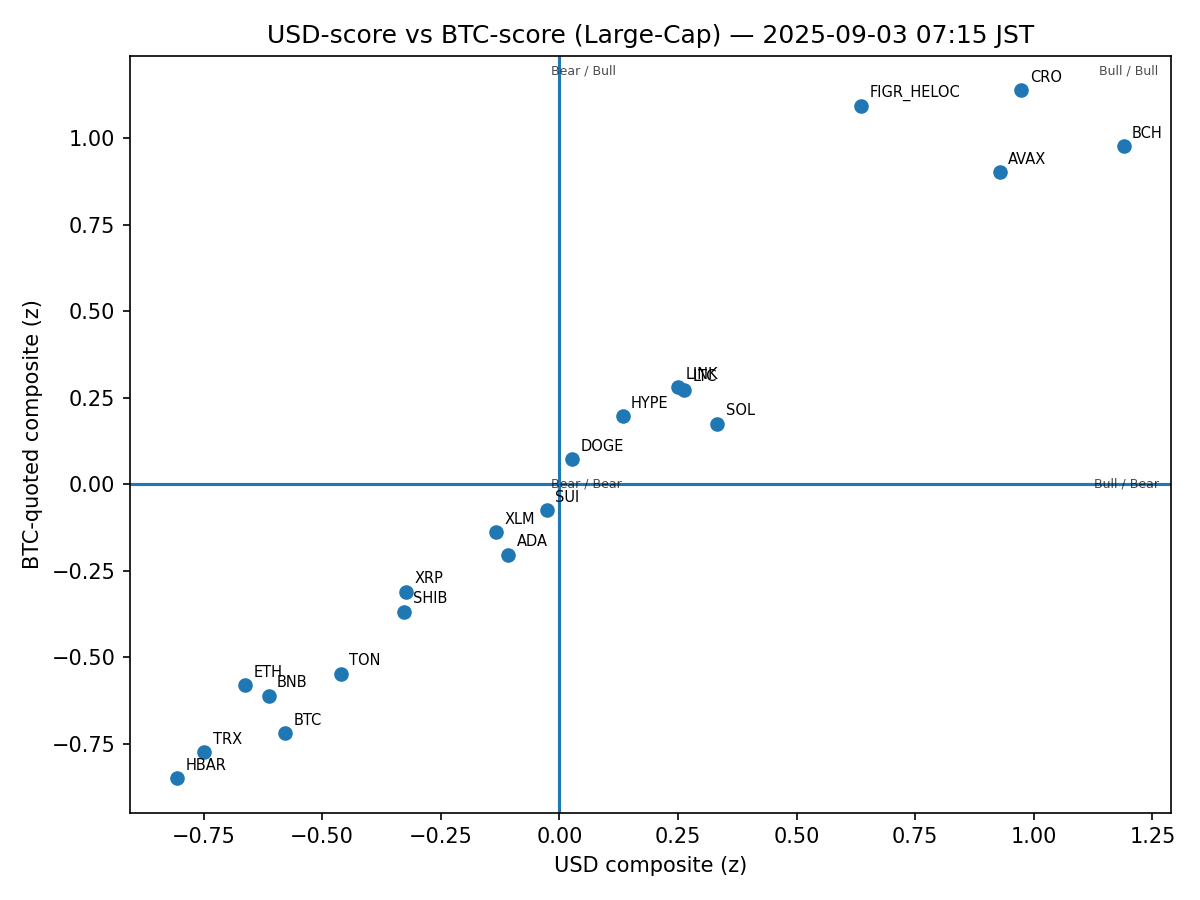 USD-score vs BTC-score (Large-Cap) — 2025-09-03 07:15 JST
Bear / Bull
Bull / Bull
CRO
FIGR_HELOC
BCH
AVAX
LINK
LTC
HYPE
SOL
DOGE
Bear / Bear
Bull / Bear
SUI
XLM
ADA
XRP
SHIB
TON
ETH
BNB
BTC
TRX
HBAR
1.00
0.75
0.50
0.25
0.00
−0.25
−0.50
−0.75
BTC-quoted composite (z)
−0.75
−0.50
−0.25
0.00
0.25
0.50
0.75
1.00
1.25
USD composite (z)